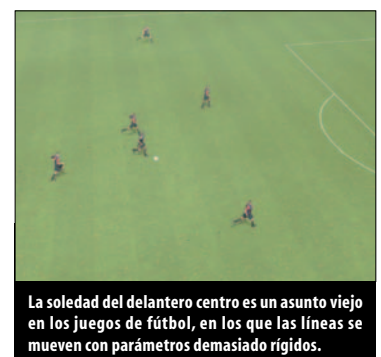 La soledad del delantero centro es un asunto viejo
en los juegos de fútbol, en los que las líneas se
mueven con parámetros demasiado rígidos.